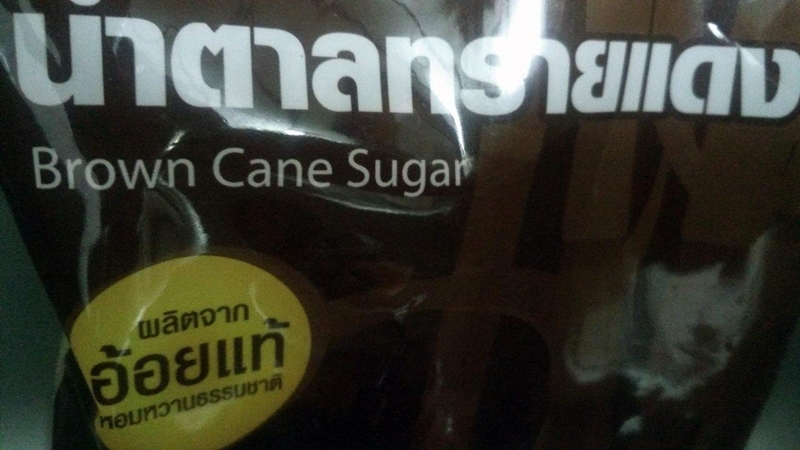 น้ำตาลทรายแดง
Brown Cane Sugar
ผลิตจาก
อ้อยแท้
หอมหวานธรรมชาติ